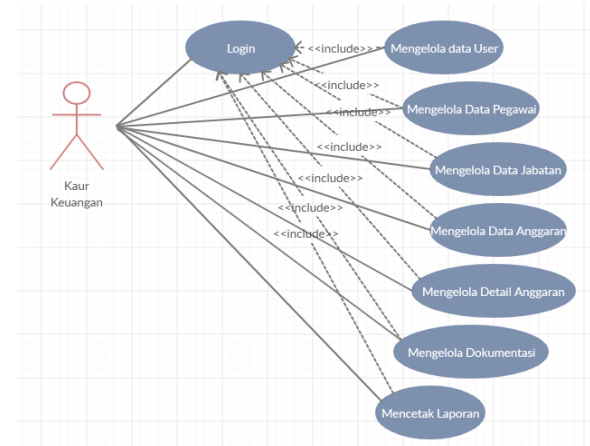 Login
<<include>>
Mengelola data User
<<include>>
Mengelola Data Pegawai
<<include>>
Kaur
Keuangan
<<include>>
Mengelola Data Jabatan
<<include>>
<<include>>
Mengelola Data Anggaran
<<include>>
Mengelola Detail Anggaran
Mengelola Dokumentasi
Mencetak Laporan